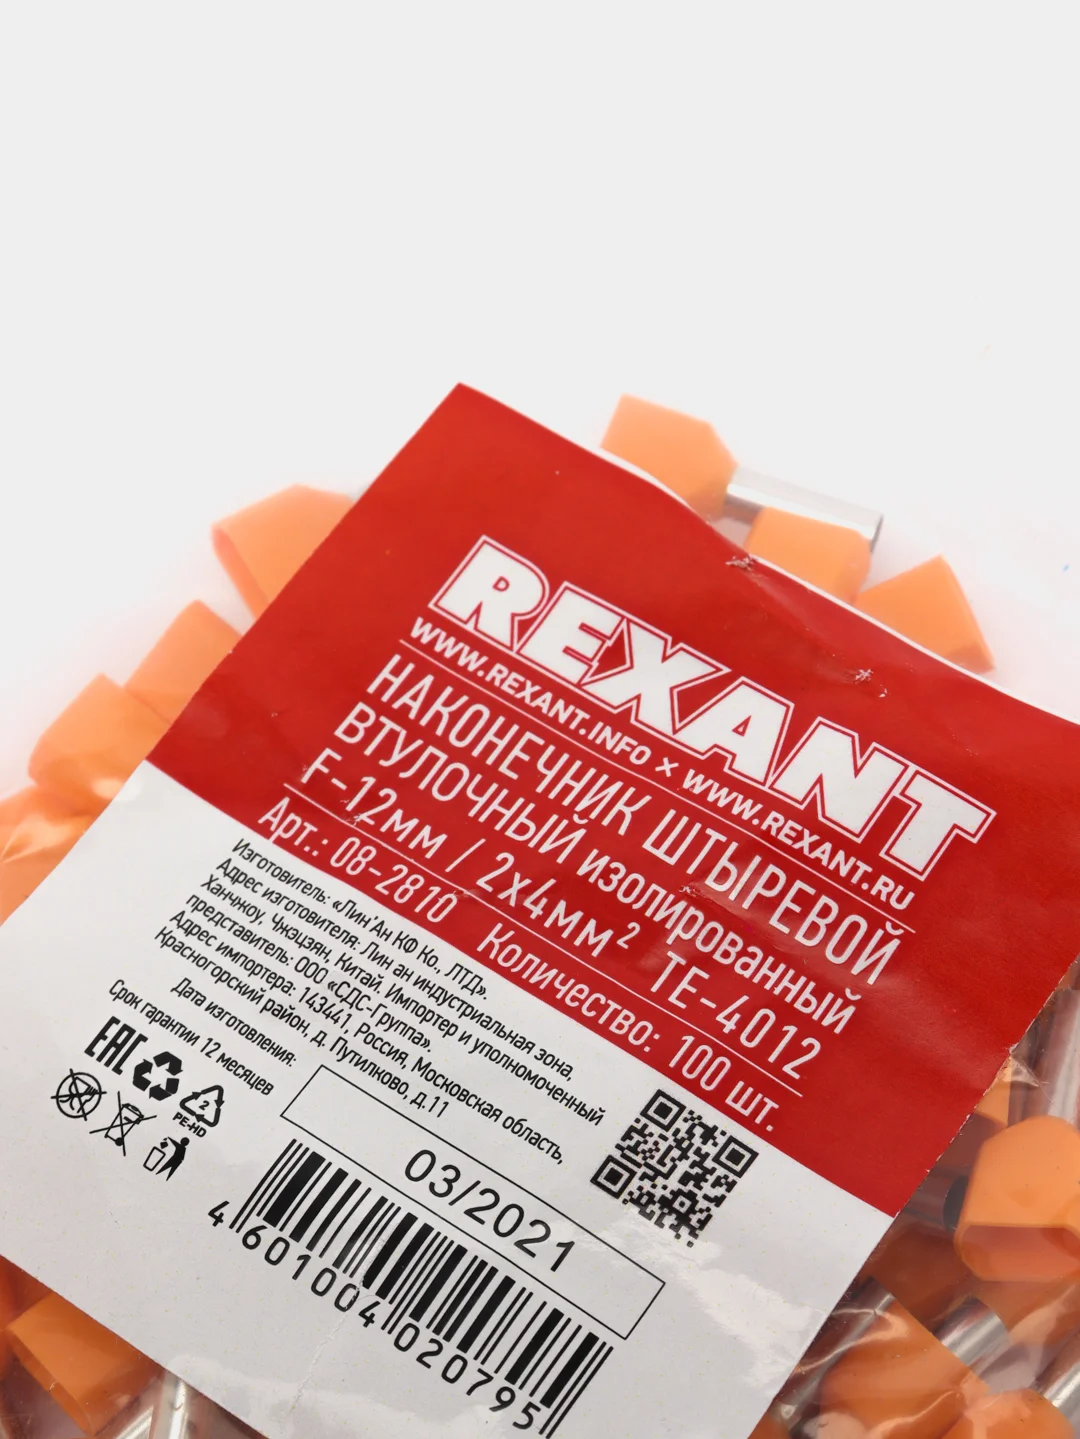 REXANT
WWW.REXANT.INFO × WWW.REXANT.RU
НАКОНЕЧНИК ШТЫРЕВОЙ
ВТУЛОЧНЫЙ изолированный
F-12мм / 2х4мм² TE-4012
Арт.: 08-2810 Количество: 100 шт.
Изготовитель: «Лин'Ан КФ Ко., ЛТД».
Адрес изготовителя: Лин ан индустриальная зона,
Ханчжоу, Чжэцзян, Китай. Импортер и уполномоченный
представитель: ООО «СДС-Группа».
Адрес импортера: 143441, Россия, Московская область,
Красногорский район, д. Путилково, д.11
Дата изготовления:
Срок гарантии 12 месяцев
03/2021
EAC
2
PE-HD
4601004020795